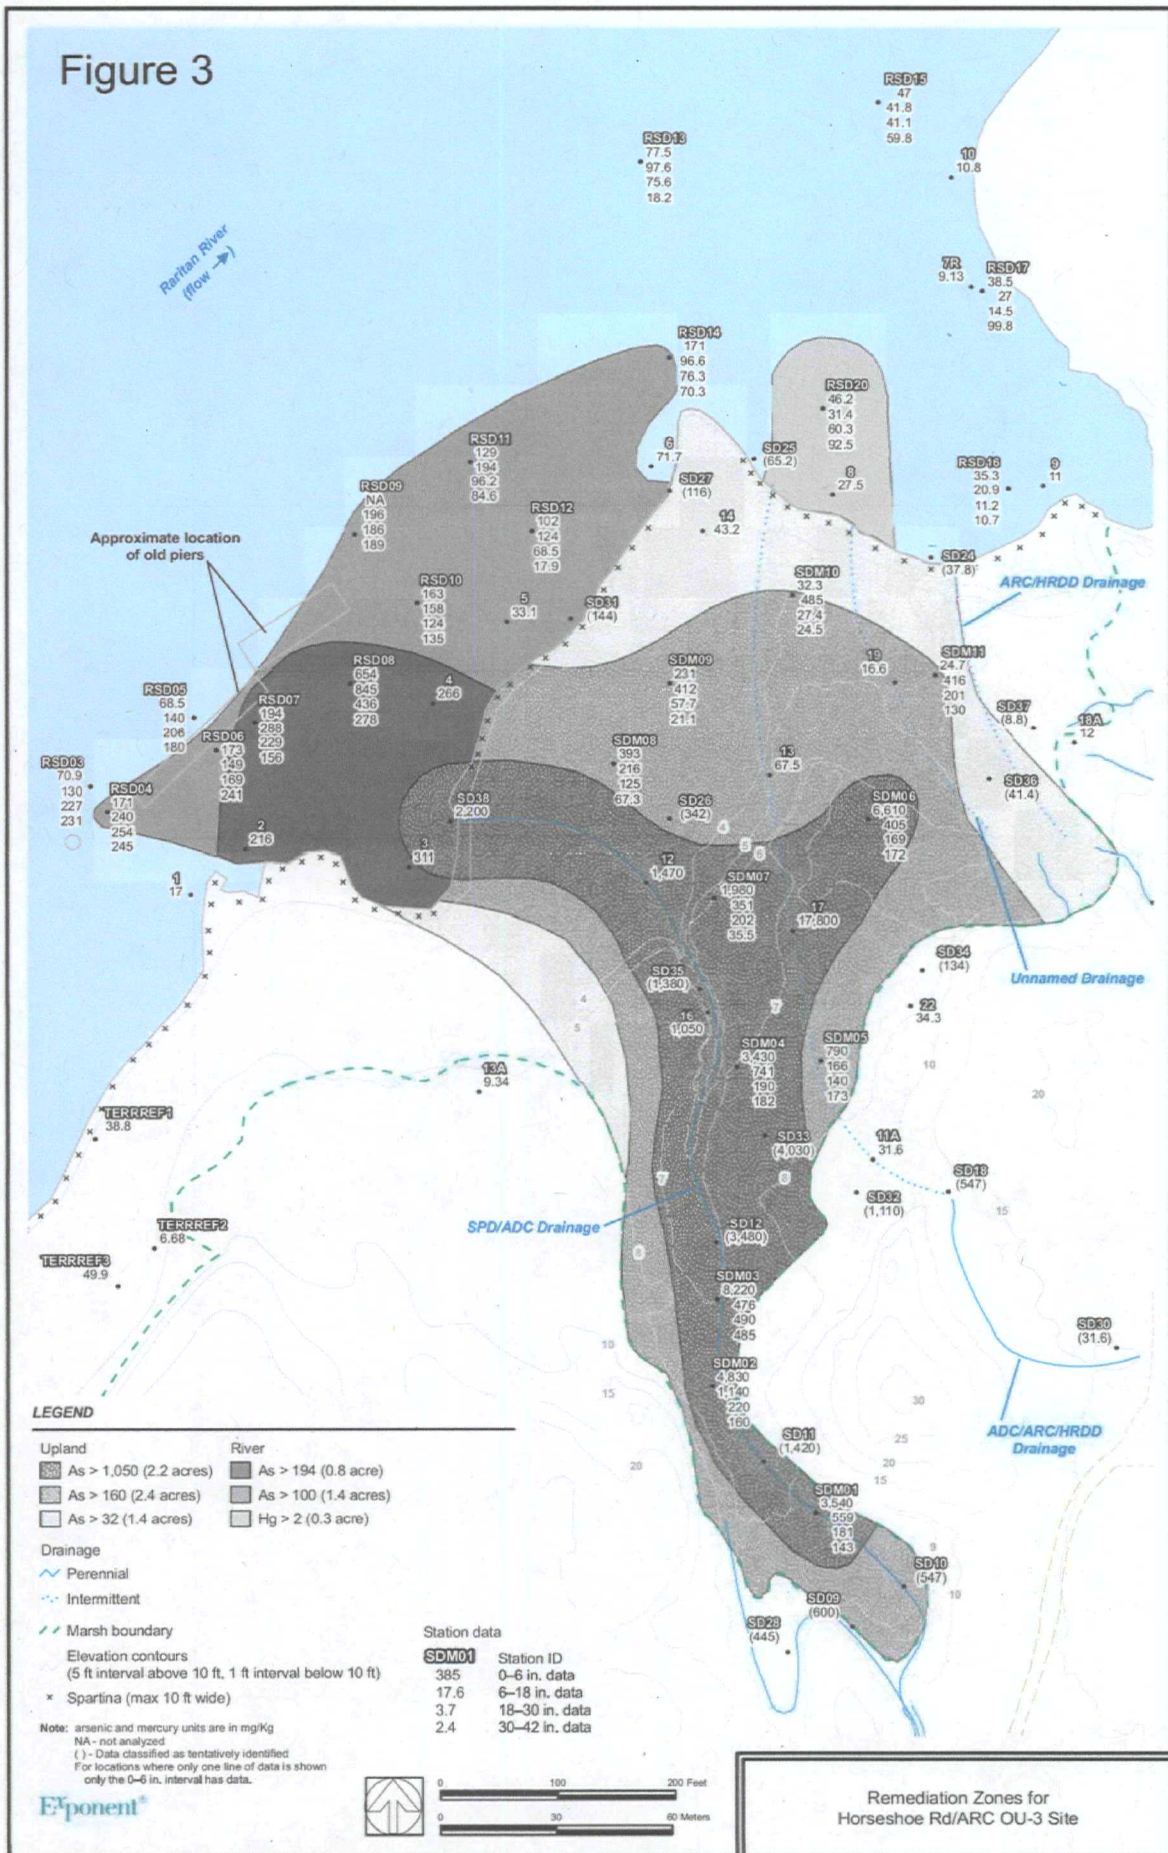 Figure 3
RSD15
47
41.8
41.1
59.8
RSD13
77.5
97.6
75.6
18.2
10
10.8
Raritan River
(flow →)
7R
9.13
RSD17
38.5
27
14.5
99.8
RSD14
171
96.6
76.3
70.3
RSD20
46.2
31.4
60.3
92.5
RSD11
129
194
96.2
84.6
6
71.7
SD25
(65.2)
RSD16
35.3
20.9
11.2
10.7
9
11
8
27.5
SD27
(116)
RSD09
NA
196
186
189
RSD12
102
124
68.5
17.9
14
43.2
Approximate location
of old piers
SD24
(37.8)
ARC/HRDD Drainage
RSD10
163
158
124
135
5
33.1
SD31
(144)
SDM10
32.3
485
27.4
24.5
RSD08
654
845
436
278
4
266
SDM09
231
412
57.7
21.1
19
16.6
SDM11
24.7
416
201
130
RSD05
68.5
140
206
180
RSD07
194
288
229
156
SD37
(8.8)
18A
12
RSD06
173
149
169
241
SDM08
393
216
125
67.3
13
67.5
RSD03
70.9
130
227
231
RSD04
171
240
254
245
SD36
(41.4)
SD38
2,200
SD26
(342)
SDM06
6,610
405
169
172
2
216
4
5
6
3
311
12
1,470
1
17
SDM07
1,980
351
202
35.5
17
17,800
SD35
(1,380)
SD34
(134)
Unnamed Drainage
4
5
7
22
34.3
16
1,050
SDM04
3,430
741
190
182
SDM05
790
166
140
173
10
20
13A
9.34
TERRREF1
38.8
SD33
(4,030)
11A
31.6
7
8
SD32
(1,110)
SD18
(547)
15
SPD/ADC Drainage
TERRREF2
6.68
SD12
(3,480)
TERRREF3
49.9
SDM03
8,220
476
490
485
SD30
(31.6)
10
15
SDM02
4,830
1,140
220
160
30
25
20
15
ADC/ARC/HRDD
Drainage
SD11
(1,420)
20
SDM01
3,540
559
181
143
9
10
SD10
(547)
SD09
(600)
SD28
(445)
LEGEND
Upland
River
As > 1,050 (2.2 acres)
As > 194 (0.8 acre)
As > 160 (2.4 acres)
As > 100 (1.4 acres)
As > 32 (1.4 acres)
Hg > 2 (0.3 acre)
Drainage
Perennial
Intermittent
Marsh boundary
Elevation contours
(5 ft interval above 10 ft, 1 ft interval below 10 ft)
× Spartina (max 10 ft wide)
Station data
SDM01 Station ID
385 0–6 in. data
17.6 6–18 in. data
3.7 18–30 in. data
2.4 30–42 in. data
Note: arsenic and mercury units are in mg/Kg
NA - not analyzed
( ) - Data classified as tentatively identified
For locations where only one line of data is shown
only the 0–6 in. interval has data.
Exponent®
0 100 200 Feet
0 30 60 Meters
Remediation Zones for
Horseshoe Rd/ARC OU-3 Site